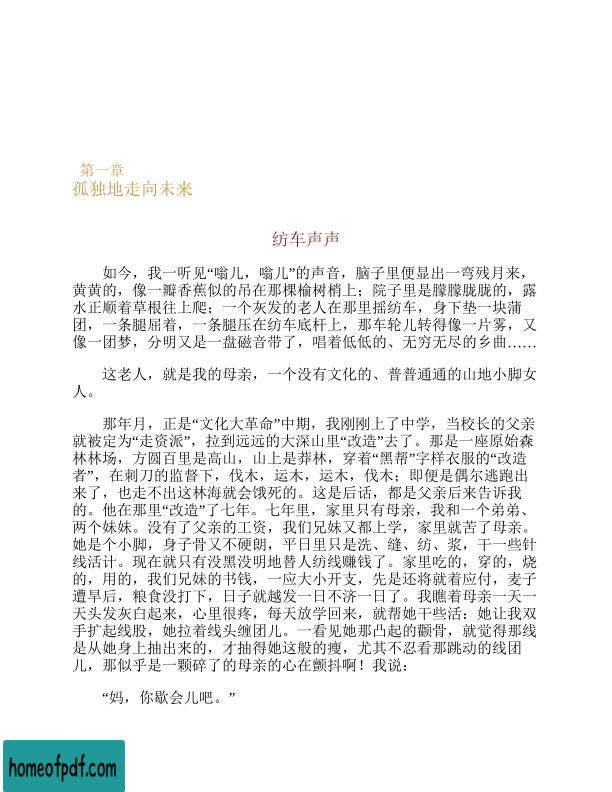 第一章
孤独地走向未来
纺车声声
如今，我一听见“嗡儿，嗡儿”的声音，脑子里便显出一弯残月来，
黄黄的，像一瓣香蕉似的吊在那棵榆树梢上；院子里是朦朦胧胧的，露
水正顺着草根往上爬；一个灰发的老人在那里摇纺车，身下垫一块蒲
团，一条腿屈着，一条腿压在纺车底杆上，那车轮儿转得像一片雾，又
像一团梦，分明又是一盘磁音带了，唱着低低的、无穷无尽的乡曲……
这老人，就是我的母亲，一个没有文化的、普普通通的山地小脚女
人。
那年月，正是“文化大革命”中期，我刚刚上了中学，当校长的父亲
就被定为“走资派”，拉到远远的大深山里“改造”去了。那是一座原始森
林林场，方圆百里是高山，山上是莽林，穿着“黑帮”字样衣服的“改造
者”，在刺刀的监督下，伐木，运木，运木，伐木；即便是偶尔逃跑出
来了，也走不出这林海就会饿死的。这是后话，都是父亲后来告诉我
的。他在那里“改造”了七年。七年里，家里只有母亲，我和一个弟弟、
两个妹妹。没有了父亲的工资，我们兄妹又都上学，家里就苦了母亲。
她是个小脚，身子骨又不硬朗，平日里只是洗、缝、纺、浆，干一些针
线活计。现在就只有没黑没明地替人纺线赚钱了。家里吃的，穿的，烧
的，用的，我们兄妹的书钱，一应大小开支，先是还将就着应付，麦子
遭旱后，粮食没打下，日子就越发一日不济一日了。我瞧着母亲一天一
天头发灰白起来，心里很疼，每天放学回来，就帮她干些活：她让我双
手扩起线股，她拉着线头缠团儿。一看见她那凸起的颧骨，就觉得那线
是从她身上抽出来的，才抽得她这般的瘦，尤其不忍看那跳动的线团
儿，那似乎是一颗碎了的母亲的心在颤抖啊！我说：
“妈，你歇会儿吧。”
homeofpdf.com